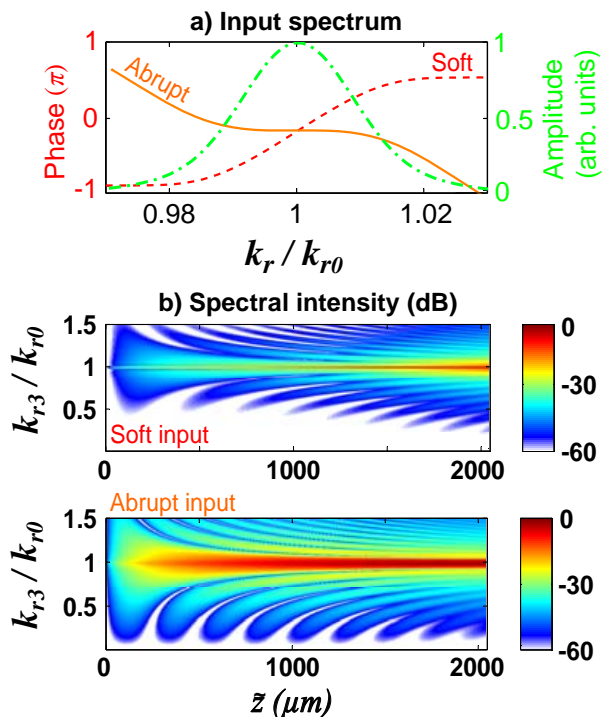 a) Input spectrum
1
0
-1
Phase (π)
Abrupt
Soft
1
0.5
0
Amplitude
(arb. units)
0.98
1
1.02
k_r / k_r0
b) Spectral intensity (dB)
1.5
1
0.5
k_r3 / k_r0
Soft input
0
1000
2000
0
-30
-60
Abrupt input
1.5
1
0.5
k_r3 / k_r0
0
500
1000
1500
2000
0
-30
-60
z̃ (μm)